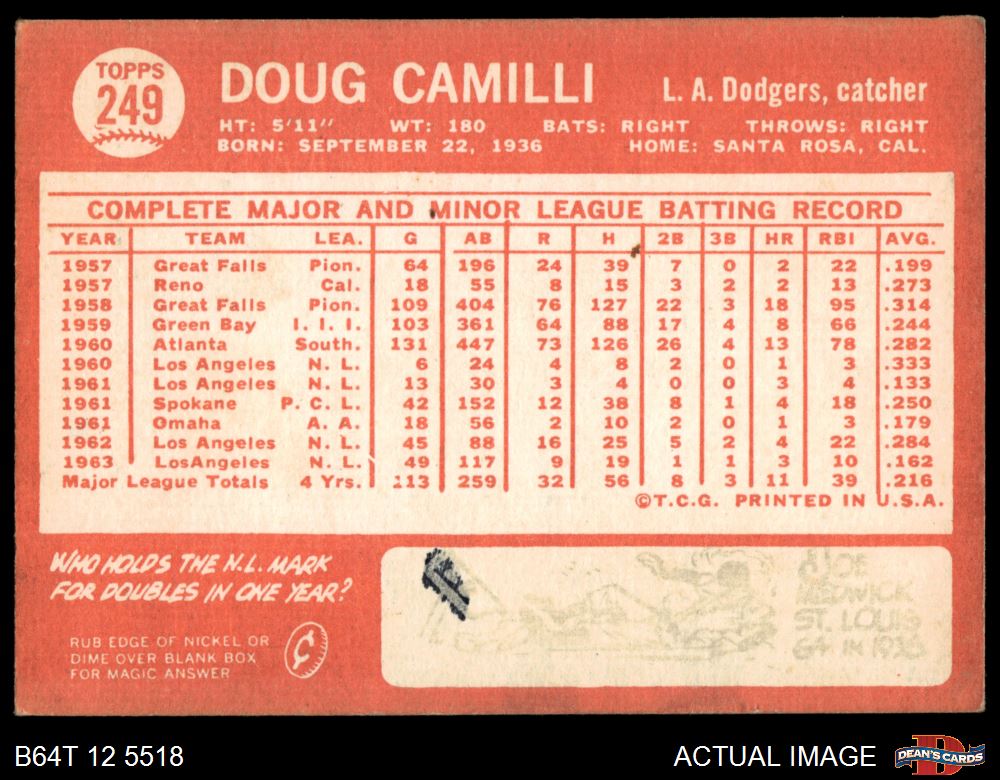 TOPPS
249
DOUG CAMILLI
L. A. Dodgers, catcher
HT: 5'11" WT: 180 BATS: RIGHT THROWS: RIGHT
BORN: SEPTEMBER 22, 1936 HOME: SANTA ROSA, CAL.
COMPLETE MAJOR AND MINOR LEAGUE BATTING RECORD
YEAR TEAM LEA. G AB R H 2B 3B HR RBI AVG.
1957 Great Falls Pion. 64 196 24 39 7 0 2 22 .199
1957 Reno Cal. 18 55 8 15 3 2 2 13 .273
1958 Great Falls Pion. 109 404 76 127 22 3 18 95 .314
1959 Green Bay I. I. I. 103 361 64 88 17 4 8 66 .244
1960 Atlanta South. 131 447 73 126 26 4 13 78 .282
1960 Los Angeles N. L. 6 24 4 8 2 0 1 3 .333
1961 Los Angeles N. L. 13 30 3 4 0 0 3 4 .133
1961 Spokane P. C. L. 42 152 12 38 8 1 4 18 .250
1961 Omaha A. A. 18 56 2 10 2 0 1 3 .179
1962 Los Angeles N. L. 45 88 16 25 5 2 4 22 .284
1963 LosAngeles N. L. 49 117 9 19 1 1 3 10 .162
Major League Totals 4 Yrs. 113 259 32 56 8 3 11 39 .216
©T.C.G. PRINTED IN U.S.A.
WHO HOLDS THE N.L. MARK
FOR DOUBLES IN ONE YEAR?
RUB EDGE OF NICKEL OR
DIME OVER BLANK BOX
FOR MAGIC ANSWER
¢
JOE
ST. LOUIS
64 IN 1936
B64T 12 5518
ACTUAL IMAGE
DEAN'S CARDS